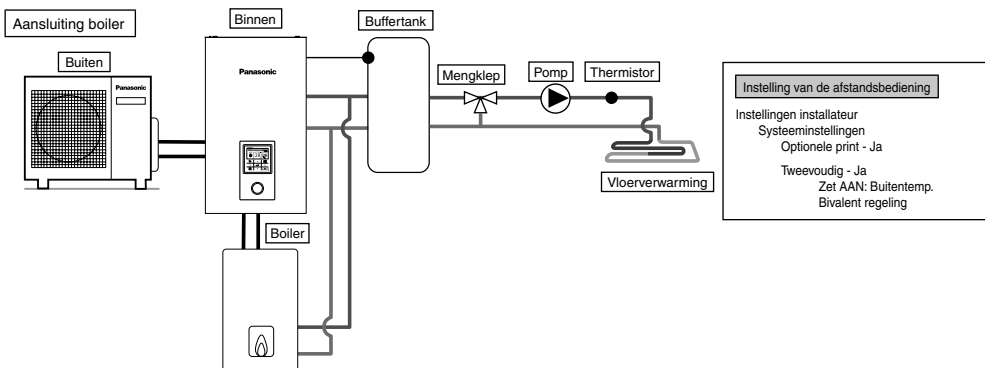 Aansluiting boiler
Buiten
Panasonic
Binnen
Panasonic
Boiler
Buffertank
Mengklep
Pomp
Thermistor
Vloerverwarming
Instelling van de afstandsbediening
Instellingen installateur
Systeeminstellingen
Optionele print - Ja
Tweevoudig - Ja
Zet AAN: Buitentemp.
Bivalent regeling